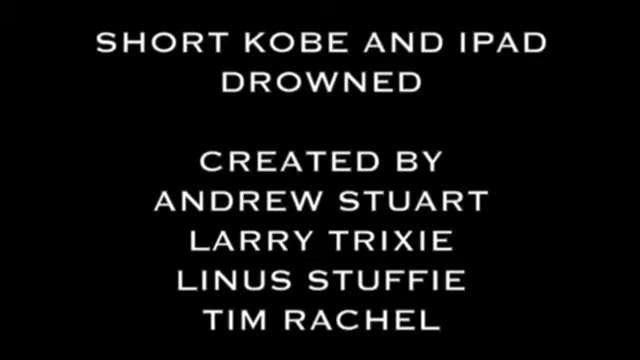 SHORT KOBE AND IPAD
DROWNED
CREATED BY
ANDREW STUART
LARRY TRIXIE
LINUS STUFFIE
TIM RACHEL